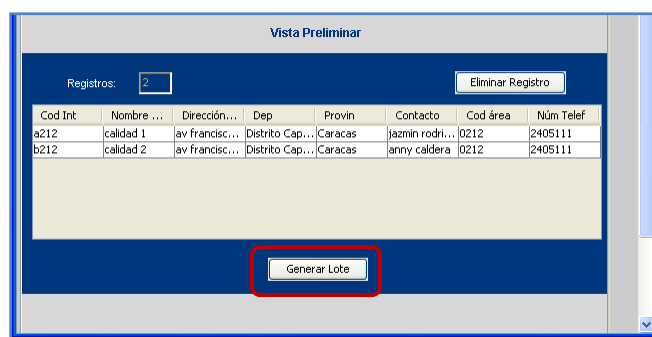 Vista Preliminar
Registros: 2 Eliminar Registro
Cod Int Nombre ... Dirección... Dep Provin Contacto Cod área Núm Telef
a212 calidad 1 av francisc... Distrito Cap... Caracas jazmin rodri... 0212 2405111
b212 calidad 2 av francisc... Distrito Cap... Caracas anny caldera 0212 2405111
Generar Lote